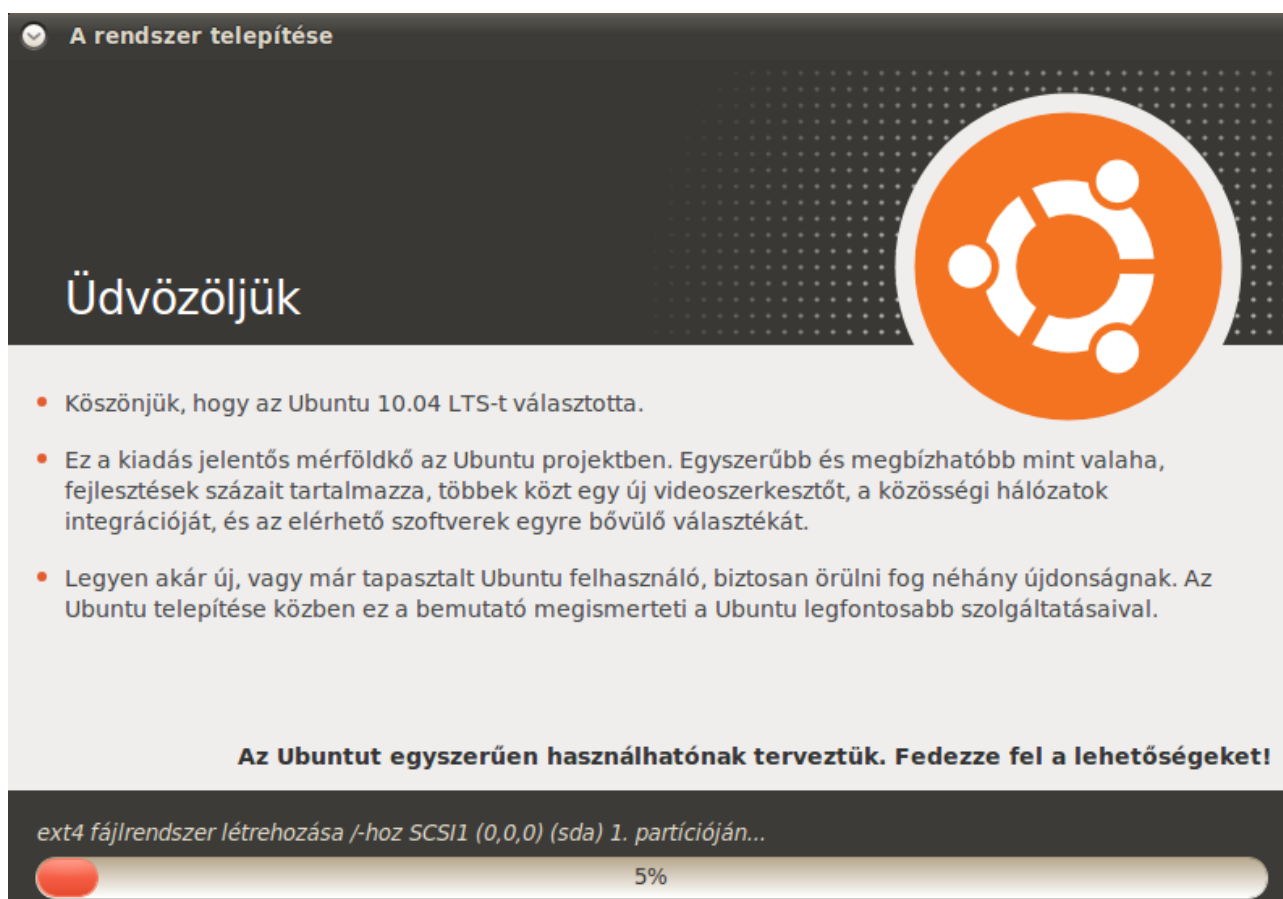 A rendszer telepítése
Üdvözöljük
Köszönjük, hogy az Ubuntu 10.04 LTS-t választotta.
Ez a kiadás jelentős mérföldkő az Ubuntu projektben. Egyszerűbb és megbízhatóbb mint valaha,
fejlesztések százait tartalmazza, többek közt egy új videoszerkesztőt, a közösségi hálózatok
integrációját, és az elérhető szoftverek egyre bővülő választékát.
Legyen akár új, vagy már tapasztalt Ubuntu felhasználó, biztosan örülni fog néhány újdonságnak. Az
Ubuntu telepítése közben ez a bemutató megismerteti a Ubuntu legfontosabb szolgáltatásaival.
Az Ubuntut egyszerűen használhatónak terveztük. Fedezze fel a lehetőségeket!
ext4 fájlrendszer létrehozása /-hoz SCSI1 (0,0,0) (sda) 1. partícióján...
5%